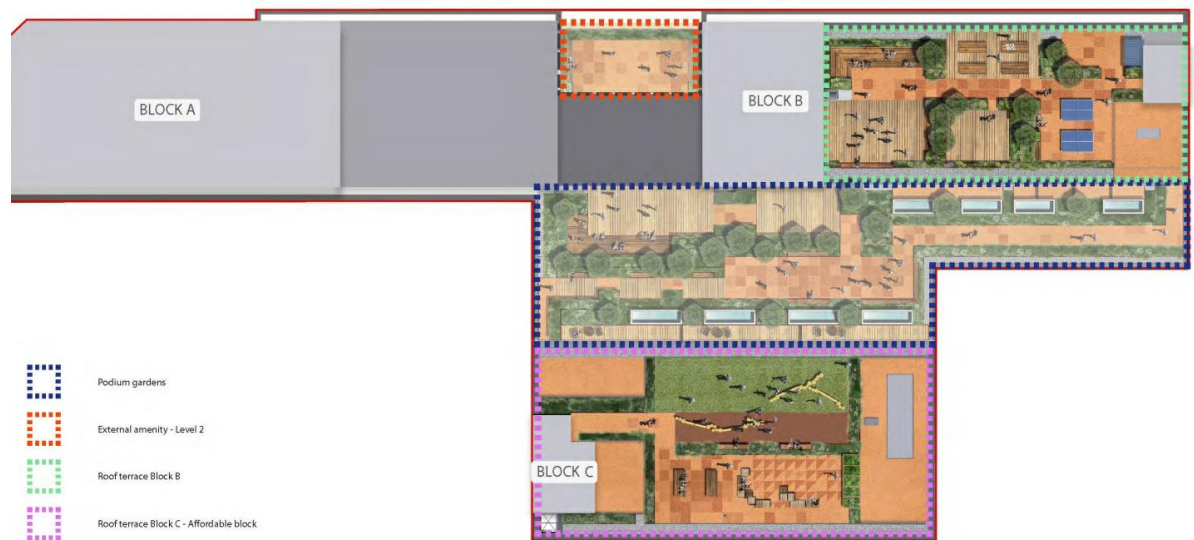 BLOCK A
BLOCK B
BLOCK C
Podium gardens
External amenity - Level 2
Roof terrace Block B
Roof terrace Block C - Affordable block